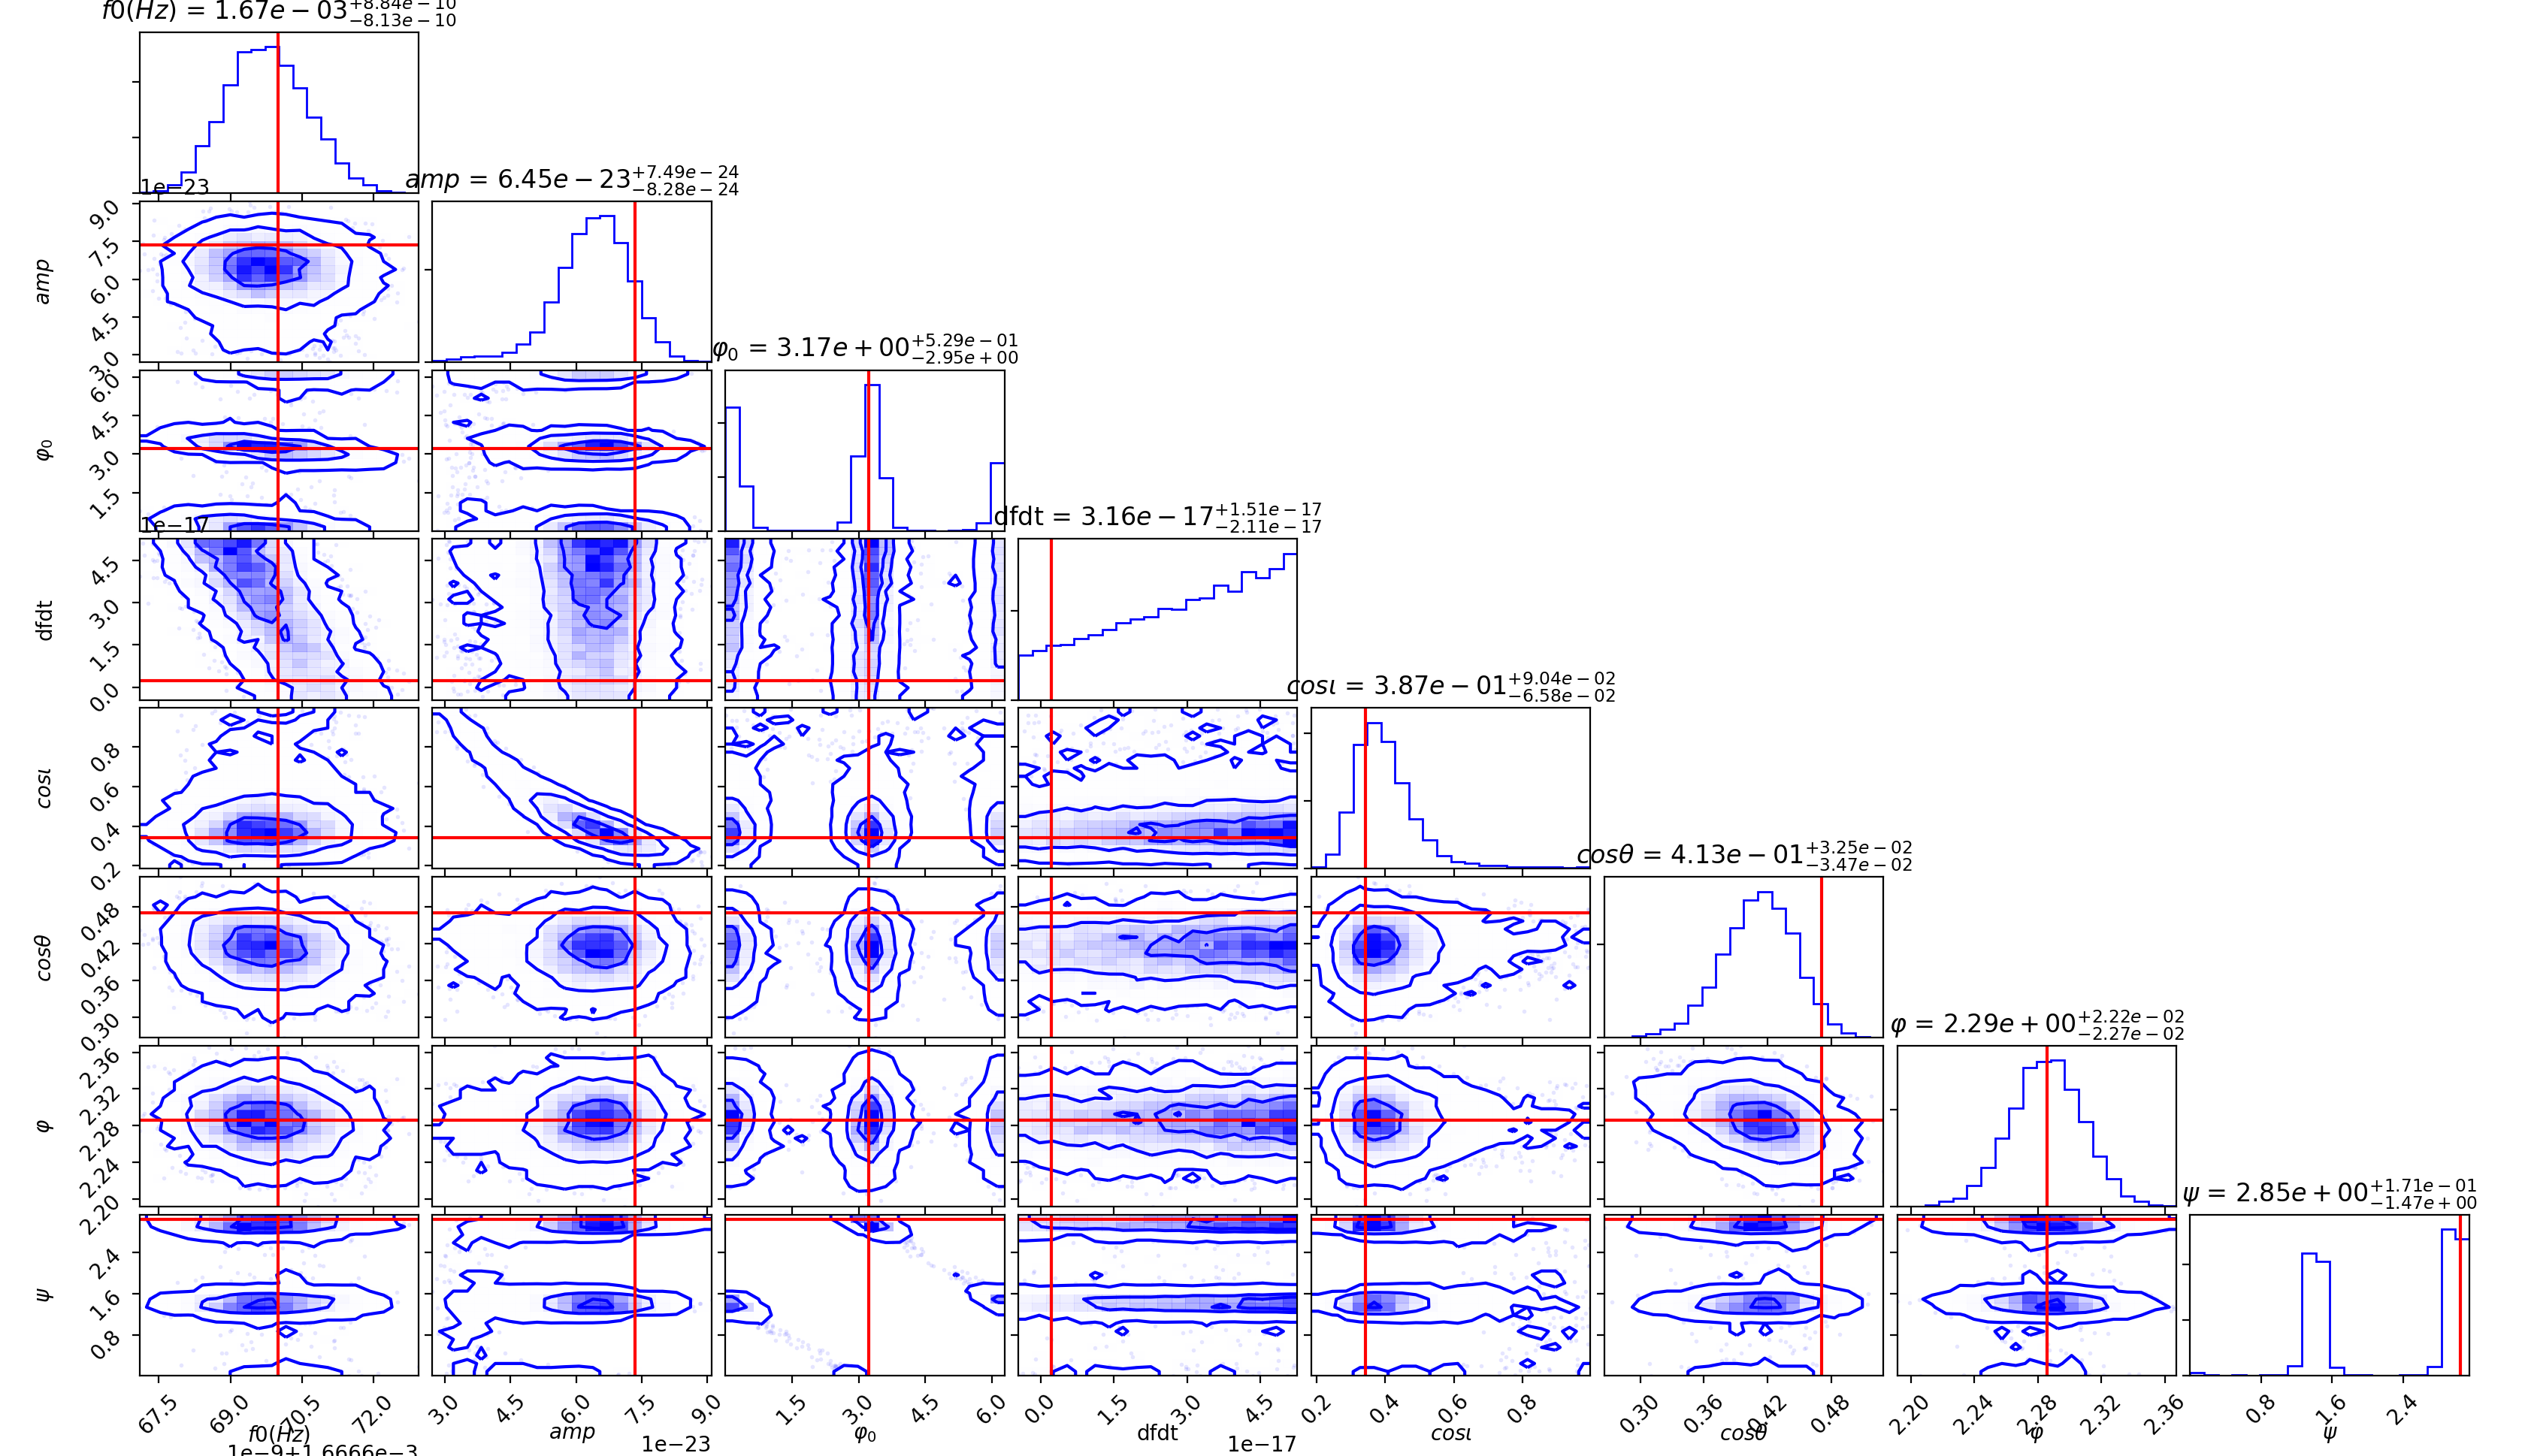 f0(Hz) = 1.67e − 03 +8.84e − 10 −8.13e − 10
1e−23
amp = 6.45e − 23 +7.49e − 24 −8.28e − 24
amp
9.0
7.5
6.0
4.5
3.0
φ0 = 3.17e + 00 +5.29e − 01 −2.95e + 00
φ0
6.0
4.5
3.0
1.5
1e−17
dfdt = 3.16e − 17 +1.51e − 17 −2.11e − 17
dfdt
4.5
3.0
1.5
0.0
cosι = 3.87e − 01 +9.04e − 02 −6.58e − 02
cosι
0.8
0.6
0.4
0.2
cosθ = 4.13e − 01 +3.25e − 02 −3.47e − 02
cosθ
0.48
0.42
0.36
0.30
φ = 2.29e + 00 +2.22e − 02 −2.27e − 02
φ
2.36
2.32
2.28
2.24
2.20
ψ = 2.85e + 00 +1.71e − 01 −1.47e + 00
ψ
2.4
1.6
0.8
67.5 69.0 70.5 72.0
3.0 4.5 6.0 7.5 9.0
1.5 3.0 4.5 6.0
0.0 1.5 3.0 4.5
0.2 0.4 0.6 0.8
0.30 0.36 0.42 0.48
2.20 2.24 2.28 2.32 2.36
0.8 1.6 2.4
f0(Hz) amp φ0 dfdt cosι cosθ φ ψ
1e−9+1.6666e−3 1e−23 1e−17